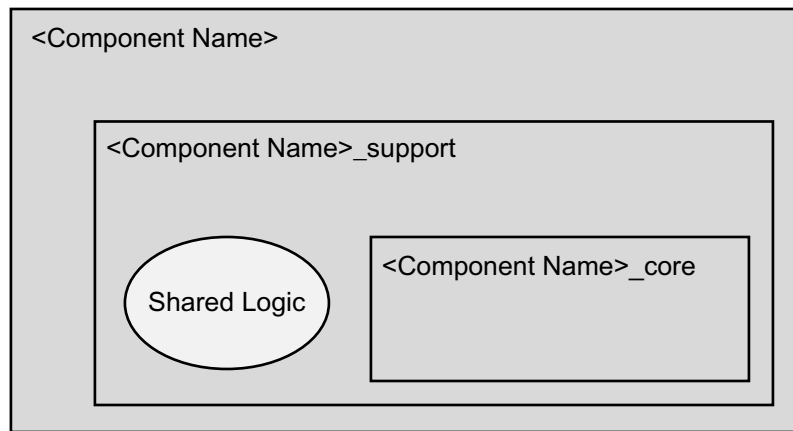 <Component Name>
<Component Name>_support
<Component Name>_core
Shared Logic